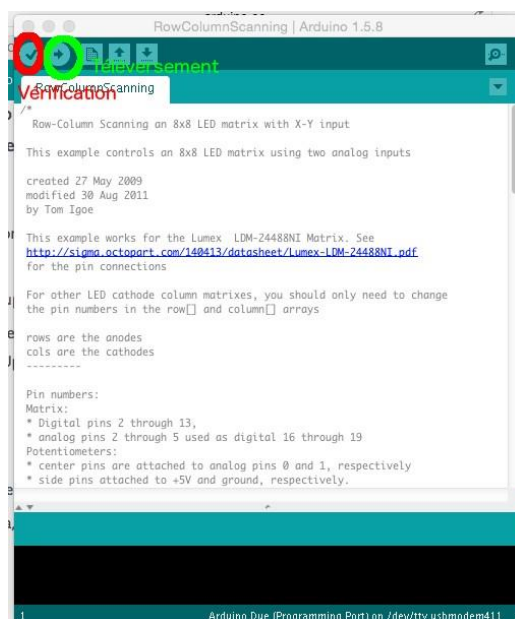 RowColumnScanning | Arduino 1.5.8
Téléversement
Vérification
RowColumnScanning
/*
Row-Column Scanning an 8x8 LED matrix with X-Y input
This example controls an 8x8 LED matrix using two analog inputs
created 27 May 2009
modified 30 Aug 2011
by Tom Igoe
This example works for the Lumex  LDM-24488NI Matrix. See
http://sigma.octopart.com/140413/datasheet/Lumex-LDM-24488NI.pdf
for the pin connections
For other LED cathode column matrixes, you should only need to change
the pin numbers in the row[] and column[] arrays
rows are the anodes
cols are the cathodes
---------
Pin numbers:
Matrix:
* Digital pins 2 through 13,
* analog pins 2 through 5 used as digital 16 through 19
Potentiometers:
* center pins are attached to analog pins 0 and 1, respectively
* side pins attached to +5V and ground, respectively.
1
Arduino Due (Programming Port) on /dev/tty.usbmodem411